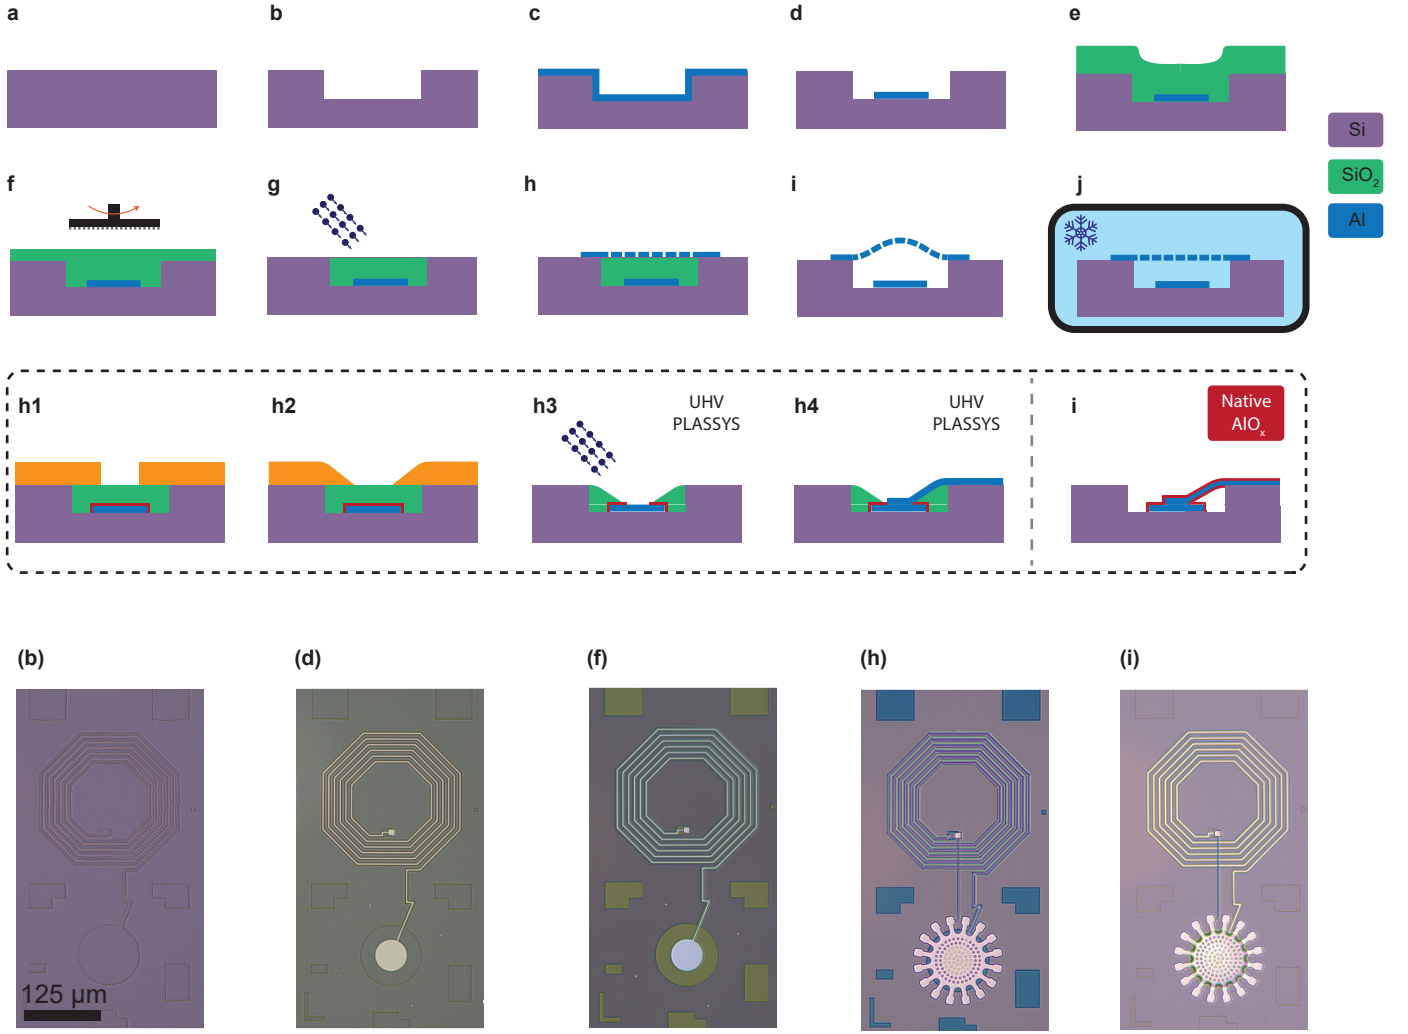 a
b
c
d
e
Si
SiO2
Al
f
g
h
i
j
h1
h2
h3
UHV
PLASSYS
h4
UHV
PLASSYS
i
Native
AlOx
(b)
(d)
(f)
(h)
(i)
125 µm